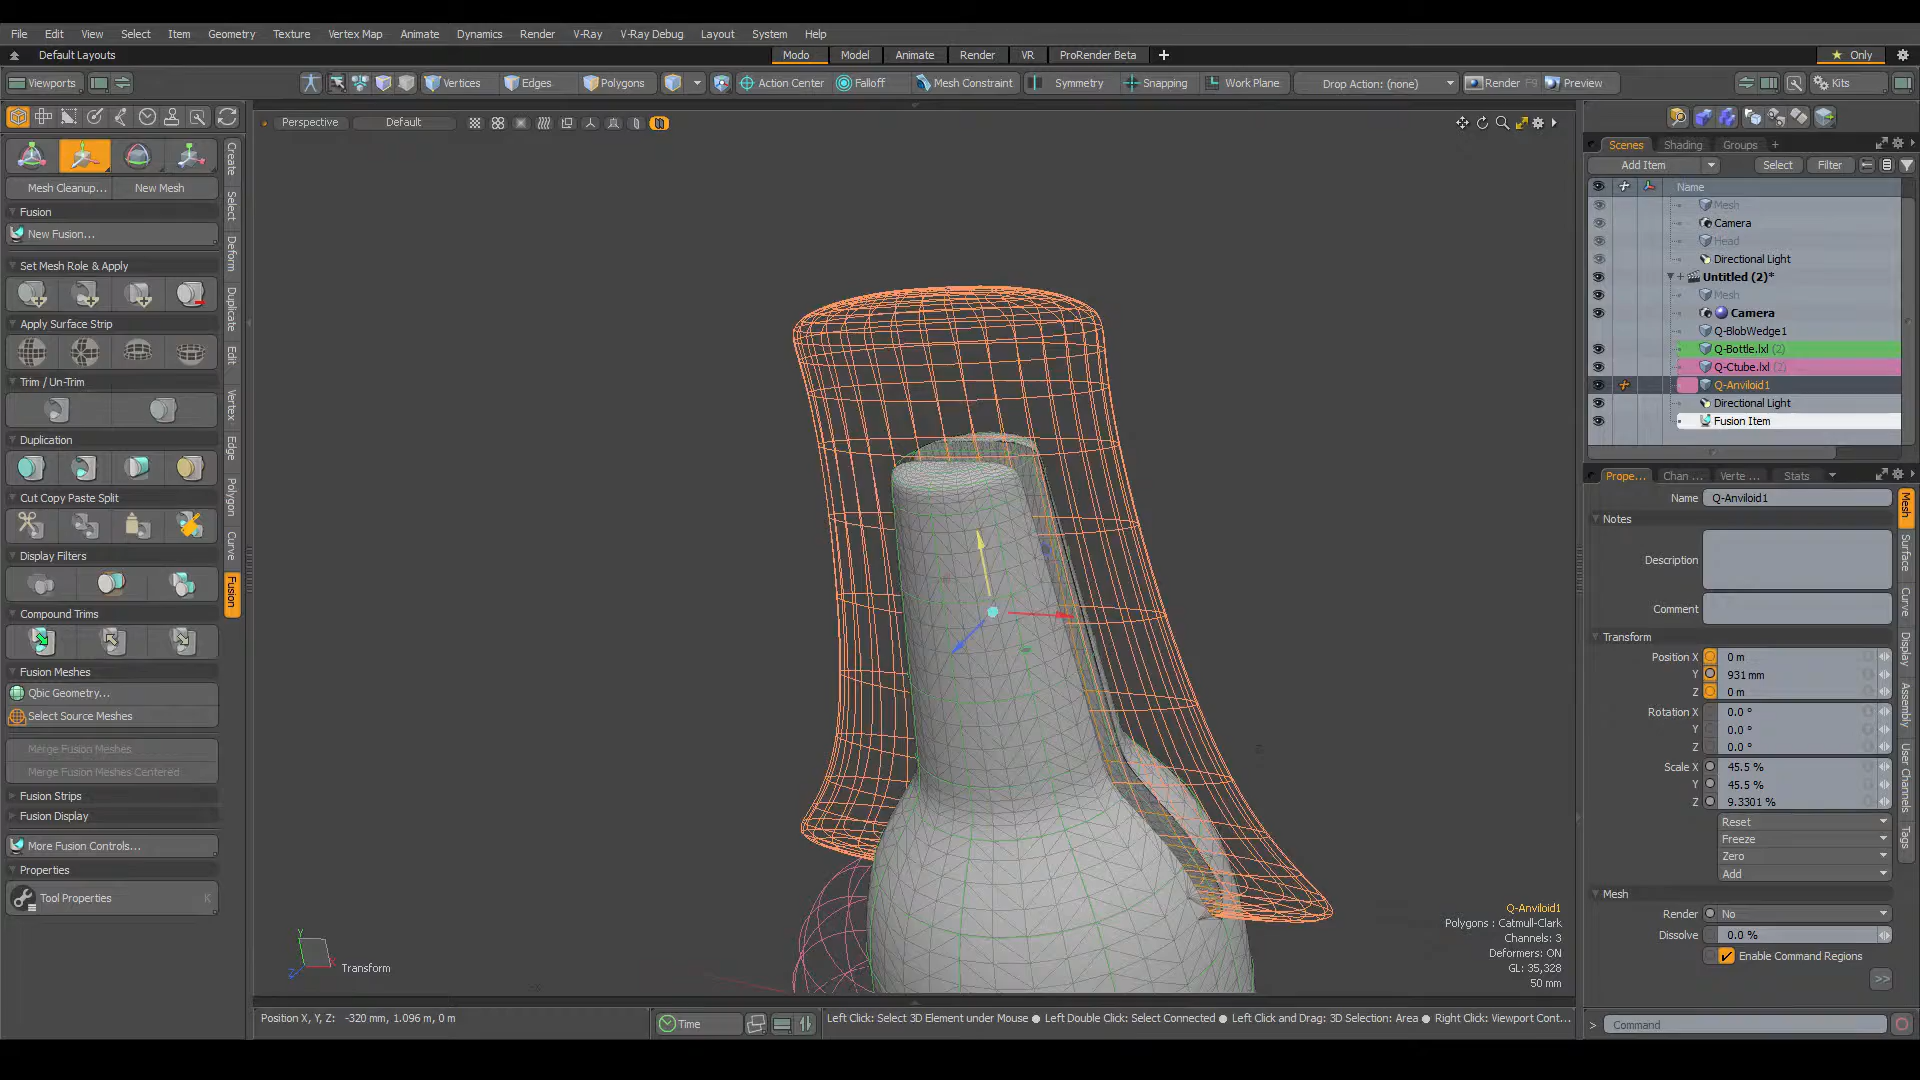 File Edit View Select Item Geometry Texture Vertex Map Animate Dynamics Render V-Ray V-Ray Debug Layout System Help
Default Layouts Modo Model Animate Render VR ProRender Beta + Only
Viewports Vertices Edges Polygons Action Center Falloff Mesh Constraint Symmetry Snapping Work Plane Drop Action: (none) Render F9 Preview Kits
Perspective Default
Mesh Cleanup... New Mesh
Fusion
New Fusion...
Set Mesh Role & Apply
Apply Surface Strip
Trim / Un-Trim
Duplication
Cut Copy Paste Split
Display Filters
Compound Trims
Fusion Meshes
Qbic Geometry...
Select Source Meshes
Merge Fusion Meshes
Merge Fusion Meshes Centered
Fusion Strips
Fusion Display
More Fusion Controls...
Properties
Tool Properties K
Create
Select
Deform
Duplicate
Edit
Vertex
Edge
Polygon
Curve
Fusion
Y
Z
Transform
Q-Anviloid1
Polygons : Catmull-Clark
Channels: 3
Deformers: ON
GL: 35,328
50 mm
Position X, Y, Z: -320 mm, 1.096 m, 0 m
Time
Left Click: Select 3D Element under Mouse ● Left Double Click: Select Connected ● Left Click and Drag: 3D Selection: Area ● Right Click: Viewport Cont...
Scenes Shading Groups +
Add Item Select Filter
Name
Mesh
Camera
Head
Directional Light
Untitled (2)*
Mesh
Camera
Q-BlobWedge1
Q-Bottle.lxl (2)
Q-Ctube.lxl (2)
Q-Anviloid1
Directional Light
Fusion Item
Prope... Chan ... Verte ... Stats
Name Q-Anviloid1
Notes
Description
Comment
Transform
Position X 0 m
Y 931 mm
Z 0 m
Rotation X 0.0 °
Y 0.0 °
Z 0.0 °
Scale X 45.5 %
Y 45.5 %
Z 9.3301 %
Reset
Freeze
Zero
Add
Mesh
Render No
Dissolve 0.0 %
Enable Command Regions
>>
Mesh
Surface
Curve
Display
Assembly
User Channels
Tags
> Command